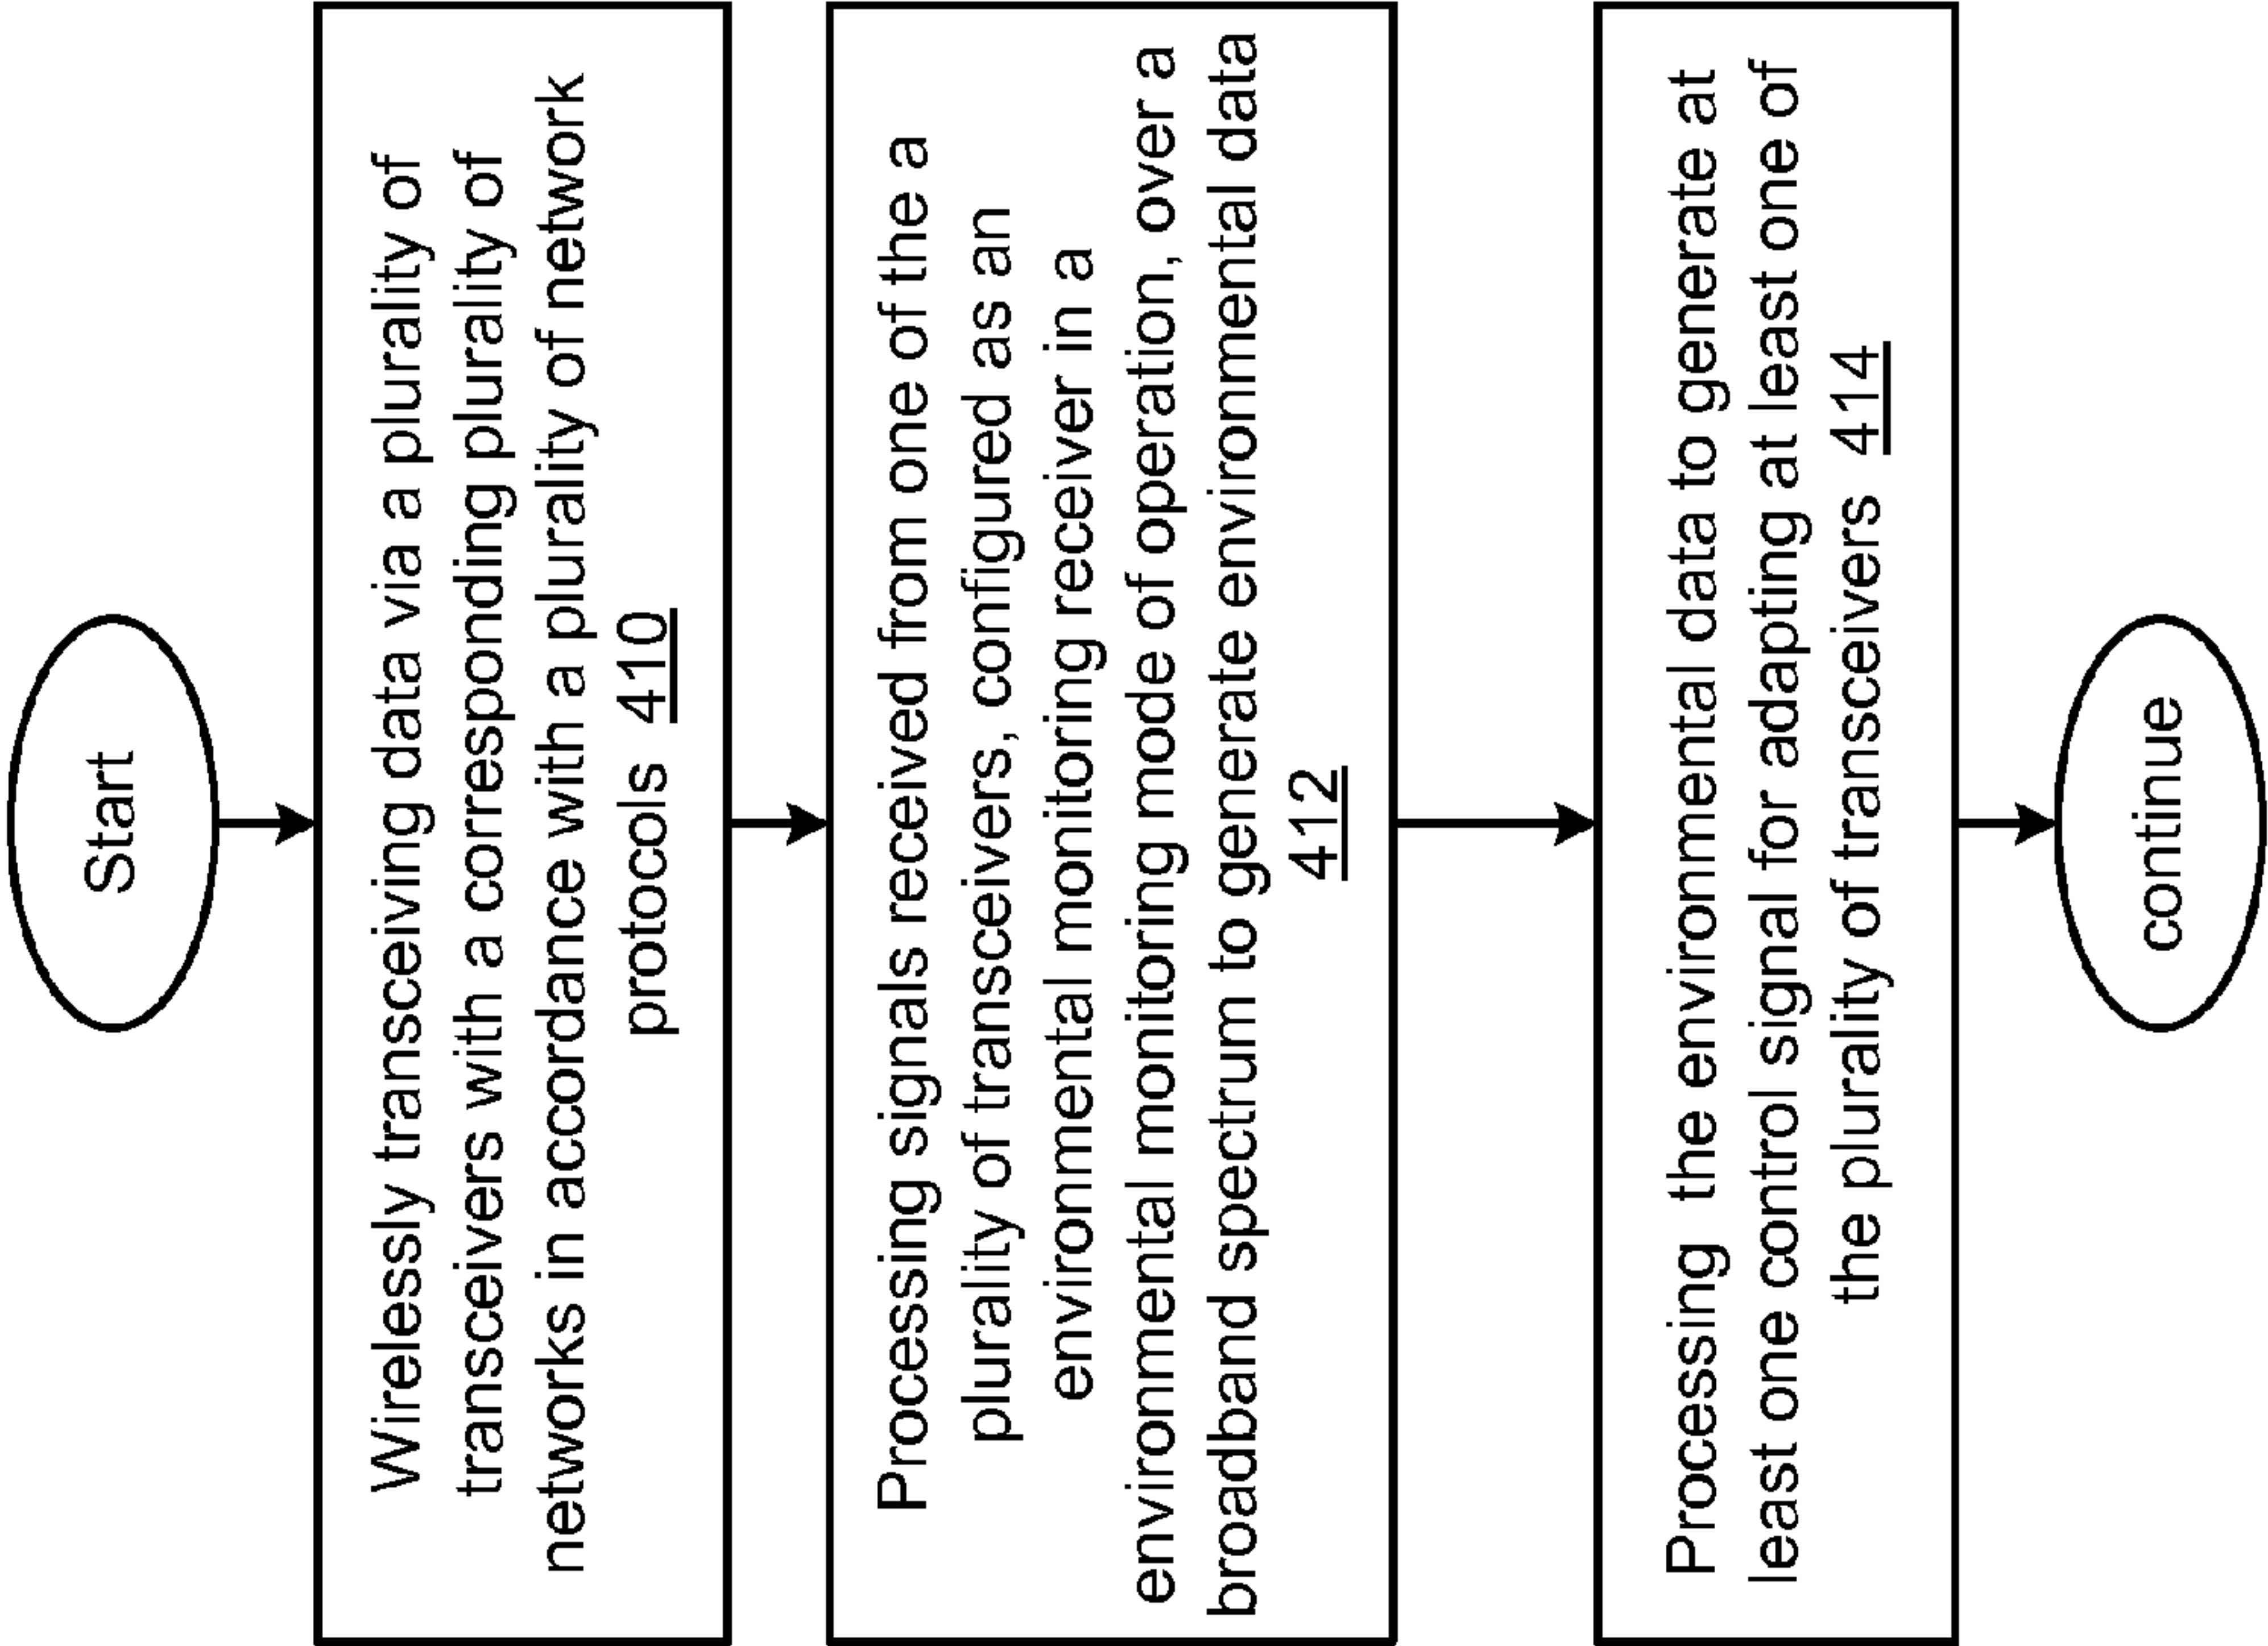 Start
Wirelessly transceiving data via a plurality of
transceivers with a corresponding plurality of
networks in accordance with a plurality of network
protocols 410
Processing signals received from one of the a
plurality of transceivers, configured as an
environmental monitoring receiver in a
environmental monitoring mode of operation, over a
broadband spectrum to generate environmental data
412
Processing the environmental data to generate at
least one control signal for adapting at least one of
the plurality of transceivers 414
continue